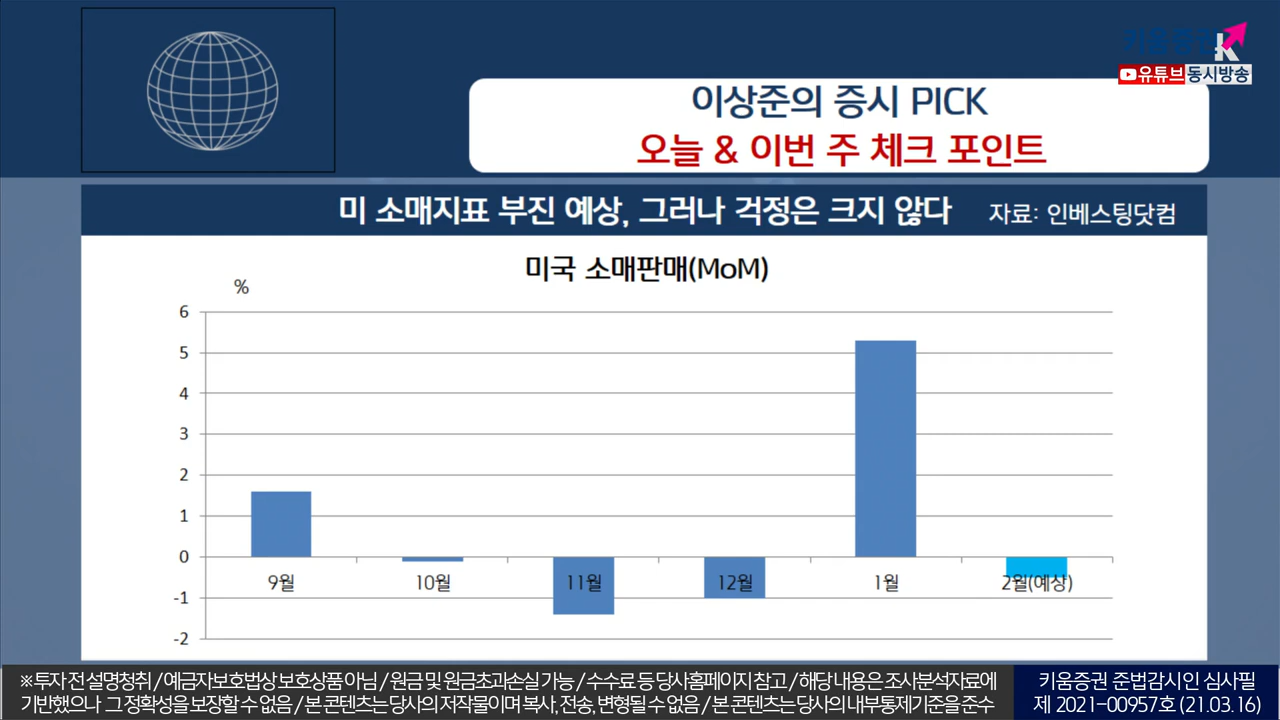 키움증권
유튜브 동시방송
이상준의 증시 PICK
오늘 & 이번 주 체크 포인트
미 소매지표 부진 예상, 그러나 걱정은 크지 않다 자료: 인베스팅닷컴
미국 소매판매(MoM)
%
6
5
4
3
2
1
0
-1
-2
9월 10월 11월 12월 1월 2월(예상)
※투자 전 설명청취 / 예금자보호법상 보호상품 아님 / 원금 및 원금초과손실 가능 / 수수료 등 당사홈페이지 참고 / 해당 내용은 조사분석자료에
기반했으나 그 정확성을 보장할 수 없음 / 본 콘텐츠는 당사의 저작물이며 복사, 전송, 변형될 수 없음 / 본 콘텐츠는 당사의 내부통제기준을 준수
키움증권 준법감시인 심사필
제 2021-00957호 (21.03.16)